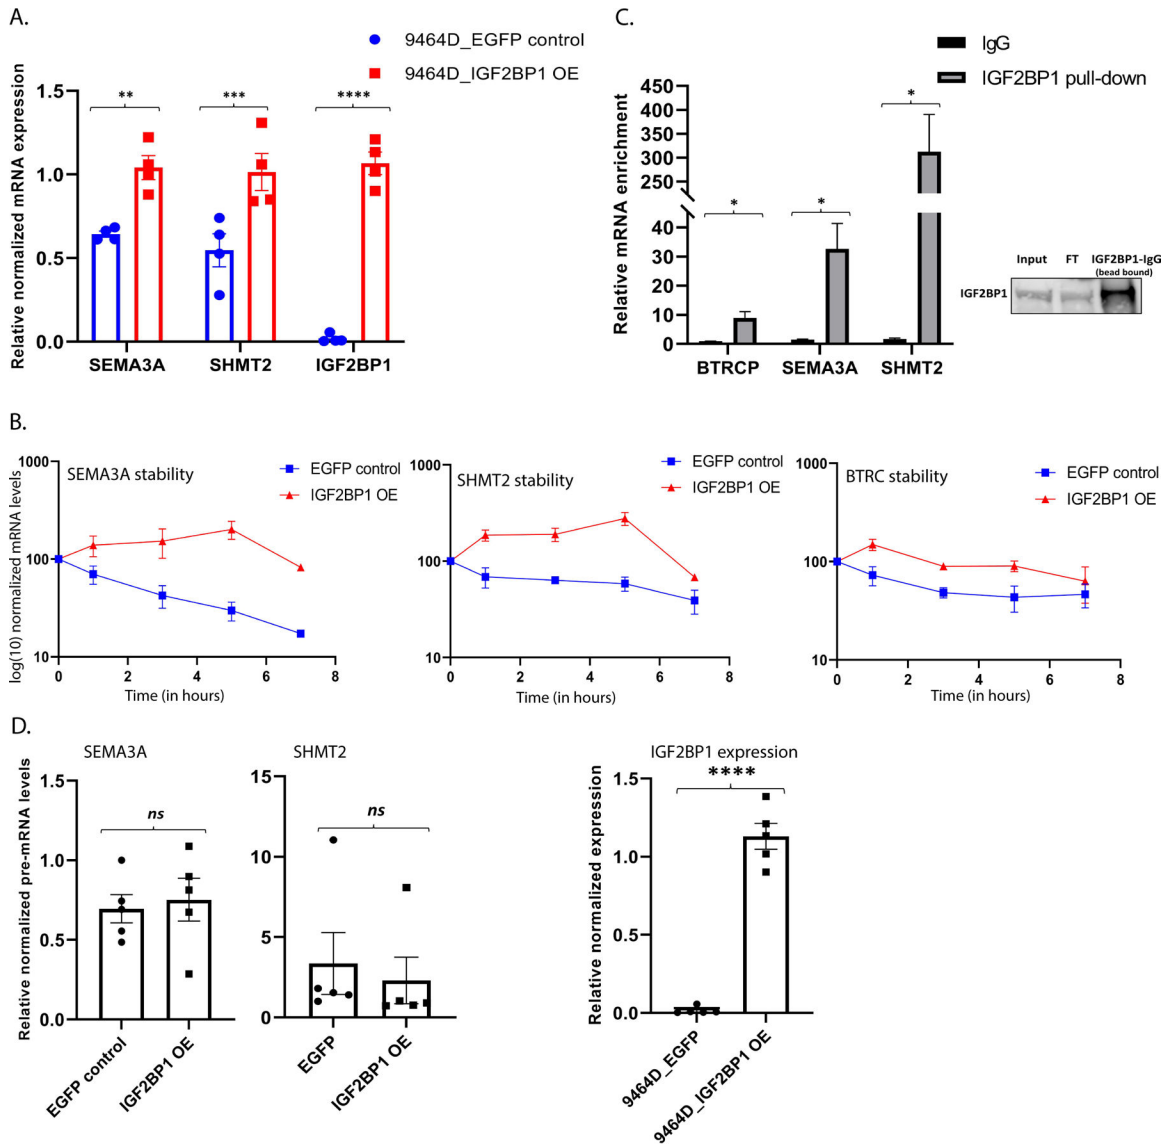 A.
9464D_EGFP control
9464D_IGF2BP1 OE
Relative normalized mRNA expression
1.5
1.0
0.5
0.0
** *** ****
SEMA3A SHMT2 IGF2BP1
C.
IgG
IGF2BP1 pull-down
Relative mRNA enrichment
450
400
350
300
250
40
30
20
10
0
* * *
BTRCP SEMA3A SHMT2
Input FT IGF2BP1-IgG
(bead bound)
IGF2BP1
B.
log(10) normalized mRNA levels
SEMA3A stability
EGFP control
IGF2BP1 OE
1000
100
10
0 2 4 6 8
Time (in hours)
SHMT2 stability
EGFP control
IGF2BP1 OE
1000
100
10
0 2 4 6 8
Time (in hours)
BTRC stability
EGFP control
IGF2BP1 OE
1000
100
10
0 2 4 6 8
Time (in hours)
D.
SEMA3A
Relative normalized pre-mRNA levels
1.5
1.0
0.5
0.0
ns
EGFP control
IGF2BP1 OE
SHMT2
15
10
5
0
ns
EGFP
IGF2BP1 OE
IGF2BP1 expression
****
Relative normalized expression
1.5
1.0
0.5
0.0
9464D_EGFP
9464D_IGF2BP1 OE